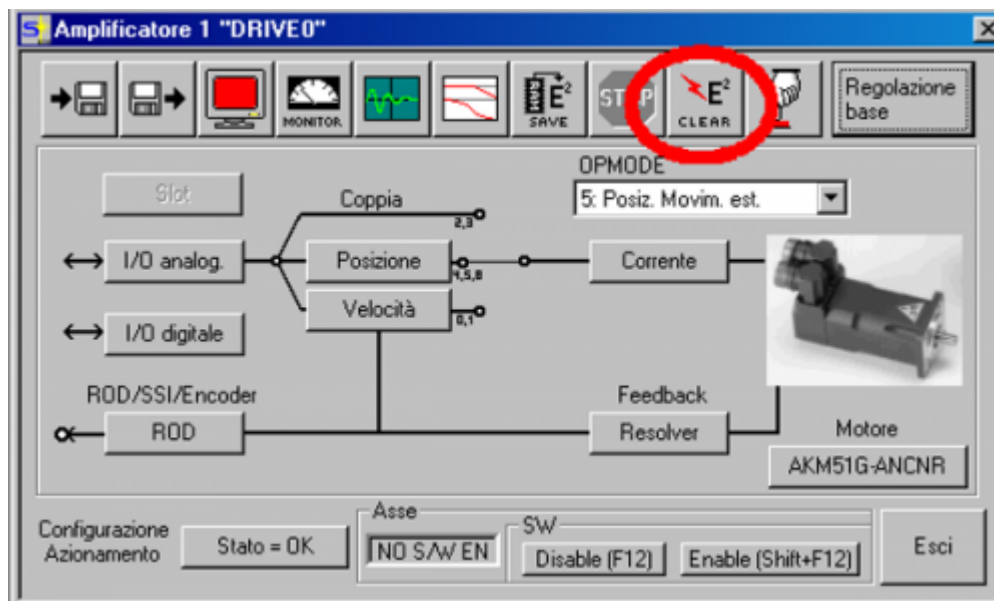 Amplificatore 1 "DRIVE0"
MONITOR
RAM E² SAVE
STOP
E² CLEAR
Regolazione base
OPMODE
5: Posiz. Movim. est.
Slot
Coppia
2,3
I/O analog.
Posizione
4,5,8
Corrente
Velocità
0,1
I/O digitale
ROD/SSI/Encoder
Feedback
ROD
Resolver
Motore
AKM51G-ANCNR
Configurazione Azionamento
Stato = OK
Asse
NO S/W EN
SW
Disable (F12)
Enable (Shift+F12)
Esci